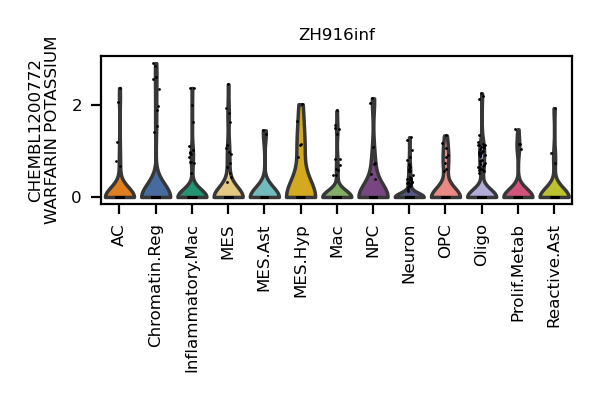 ZH916inf
CHEMBL1200772
WARFARIN POTASSIUM
2
0
AC
Chromatin.Reg
Inflammatory.Mac
MES
MES.Ast
MES.Hyp
Mac
NPC
Neuron
OPC
Oligo
Prolif.Metab
Reactive.Ast